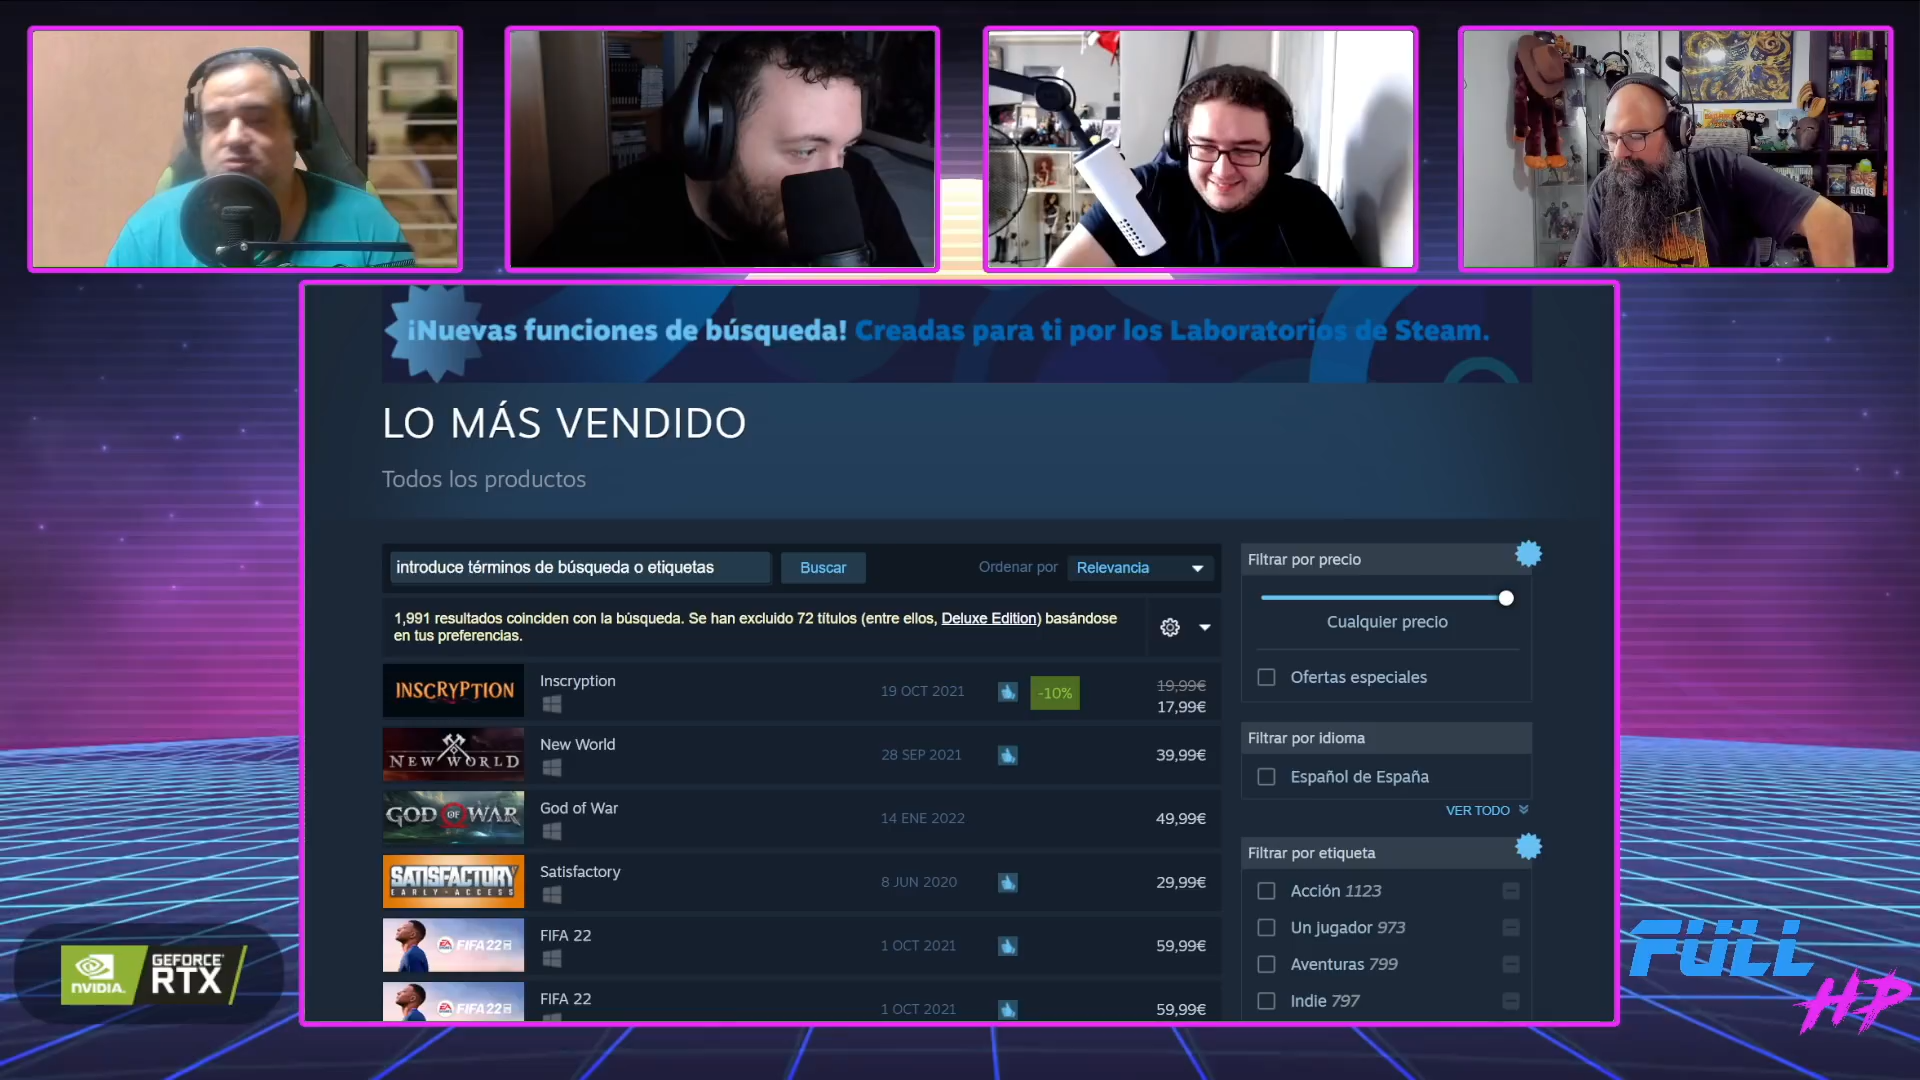 ¡Nuevas funciones de búsqueda! Creadas para ti por los Laboratorios de Steam.
LO MÁS VENDIDO
Todos los productos
introduce términos de búsqueda o etiquetas
Buscar
Ordenar por
Relevancia
1,991 resultados coinciden con la búsqueda. Se han excluido 72 títulos (entre ellos, Deluxe Edition) basándose
en tus preferencias.
INSCRYPTION
Inscryption
19 OCT 2021
-10%
19,99€
17,99€
NEW WORLD
New World
28 SEP 2021
39,99€
GOD OF WAR
God of War
14 ENE 2022
49,99€
SATISFACTORY
EARLY-ACCESS
Satisfactory
8 JUN 2020
29,99€
EA SPORTS FIFA 22
FIFA 22
1 OCT 2021
59,99€
EA SPORTS FIFA 22
FIFA 22
1 OCT 2021
59,99€
Filtrar por precio
Cualquier precio
Ofertas especiales
Filtrar por idioma
Español de España
VER TODO
Filtrar por etiqueta
Acción 1123
Un jugador 973
Aventuras 799
Indie 797
NVIDIA.
GEFORCE
RTX
FULL
HP
GATOS